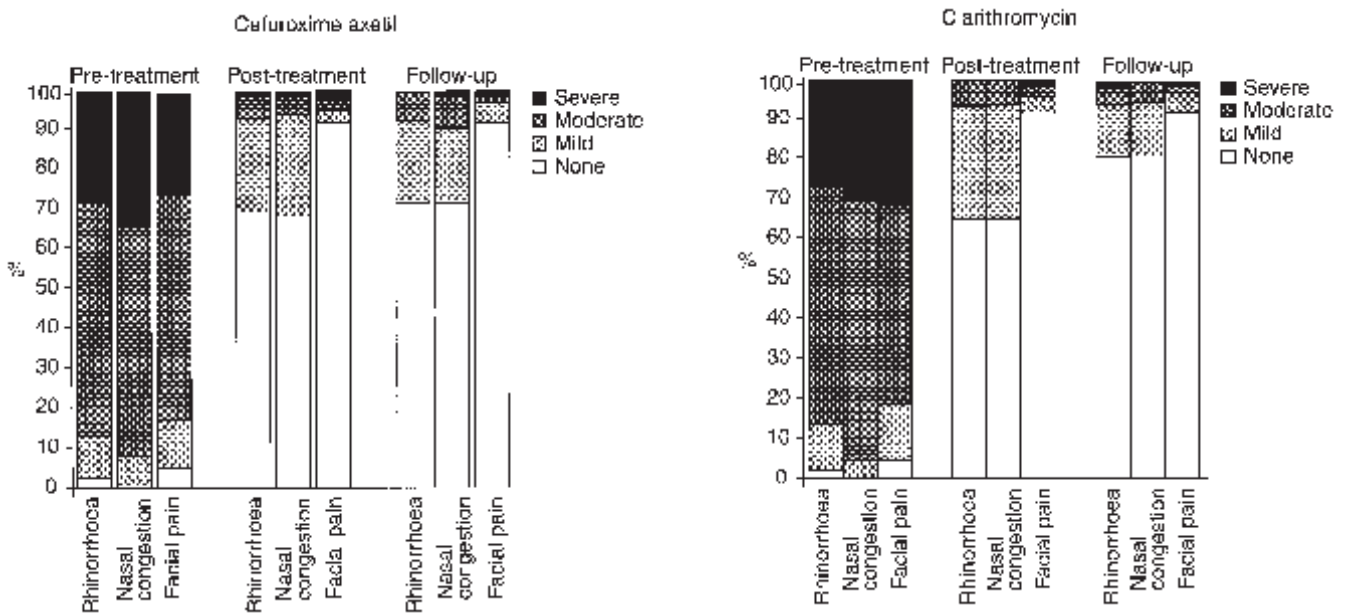 Cefuroxime axetil
Pre-treatment Post-treatment Follow-up
Severe
Moderate
Mild
None
100
90
80
70
60
50
40
30
20
10
0
%
Rhinorrhoea
Nasal
congestion
Facial pain
Rhinorrhoea
Nasal
congestion
Facial pain
Rhinorrhoea
Nasal
congestion
Facial pain
C arithromycin
Pre-treatment Post-treatment Follow-up
Severe
Moderate
Mild
None
100
90
80
70
60
50
40
30
20
10
0
%
Rhinorrhoea
Nasal
congestion
Facial pain
Rhinorrhoea
Nasal
congestion
Facial pain
Rhinorrhoea
Nasal
congestion
Facial pain